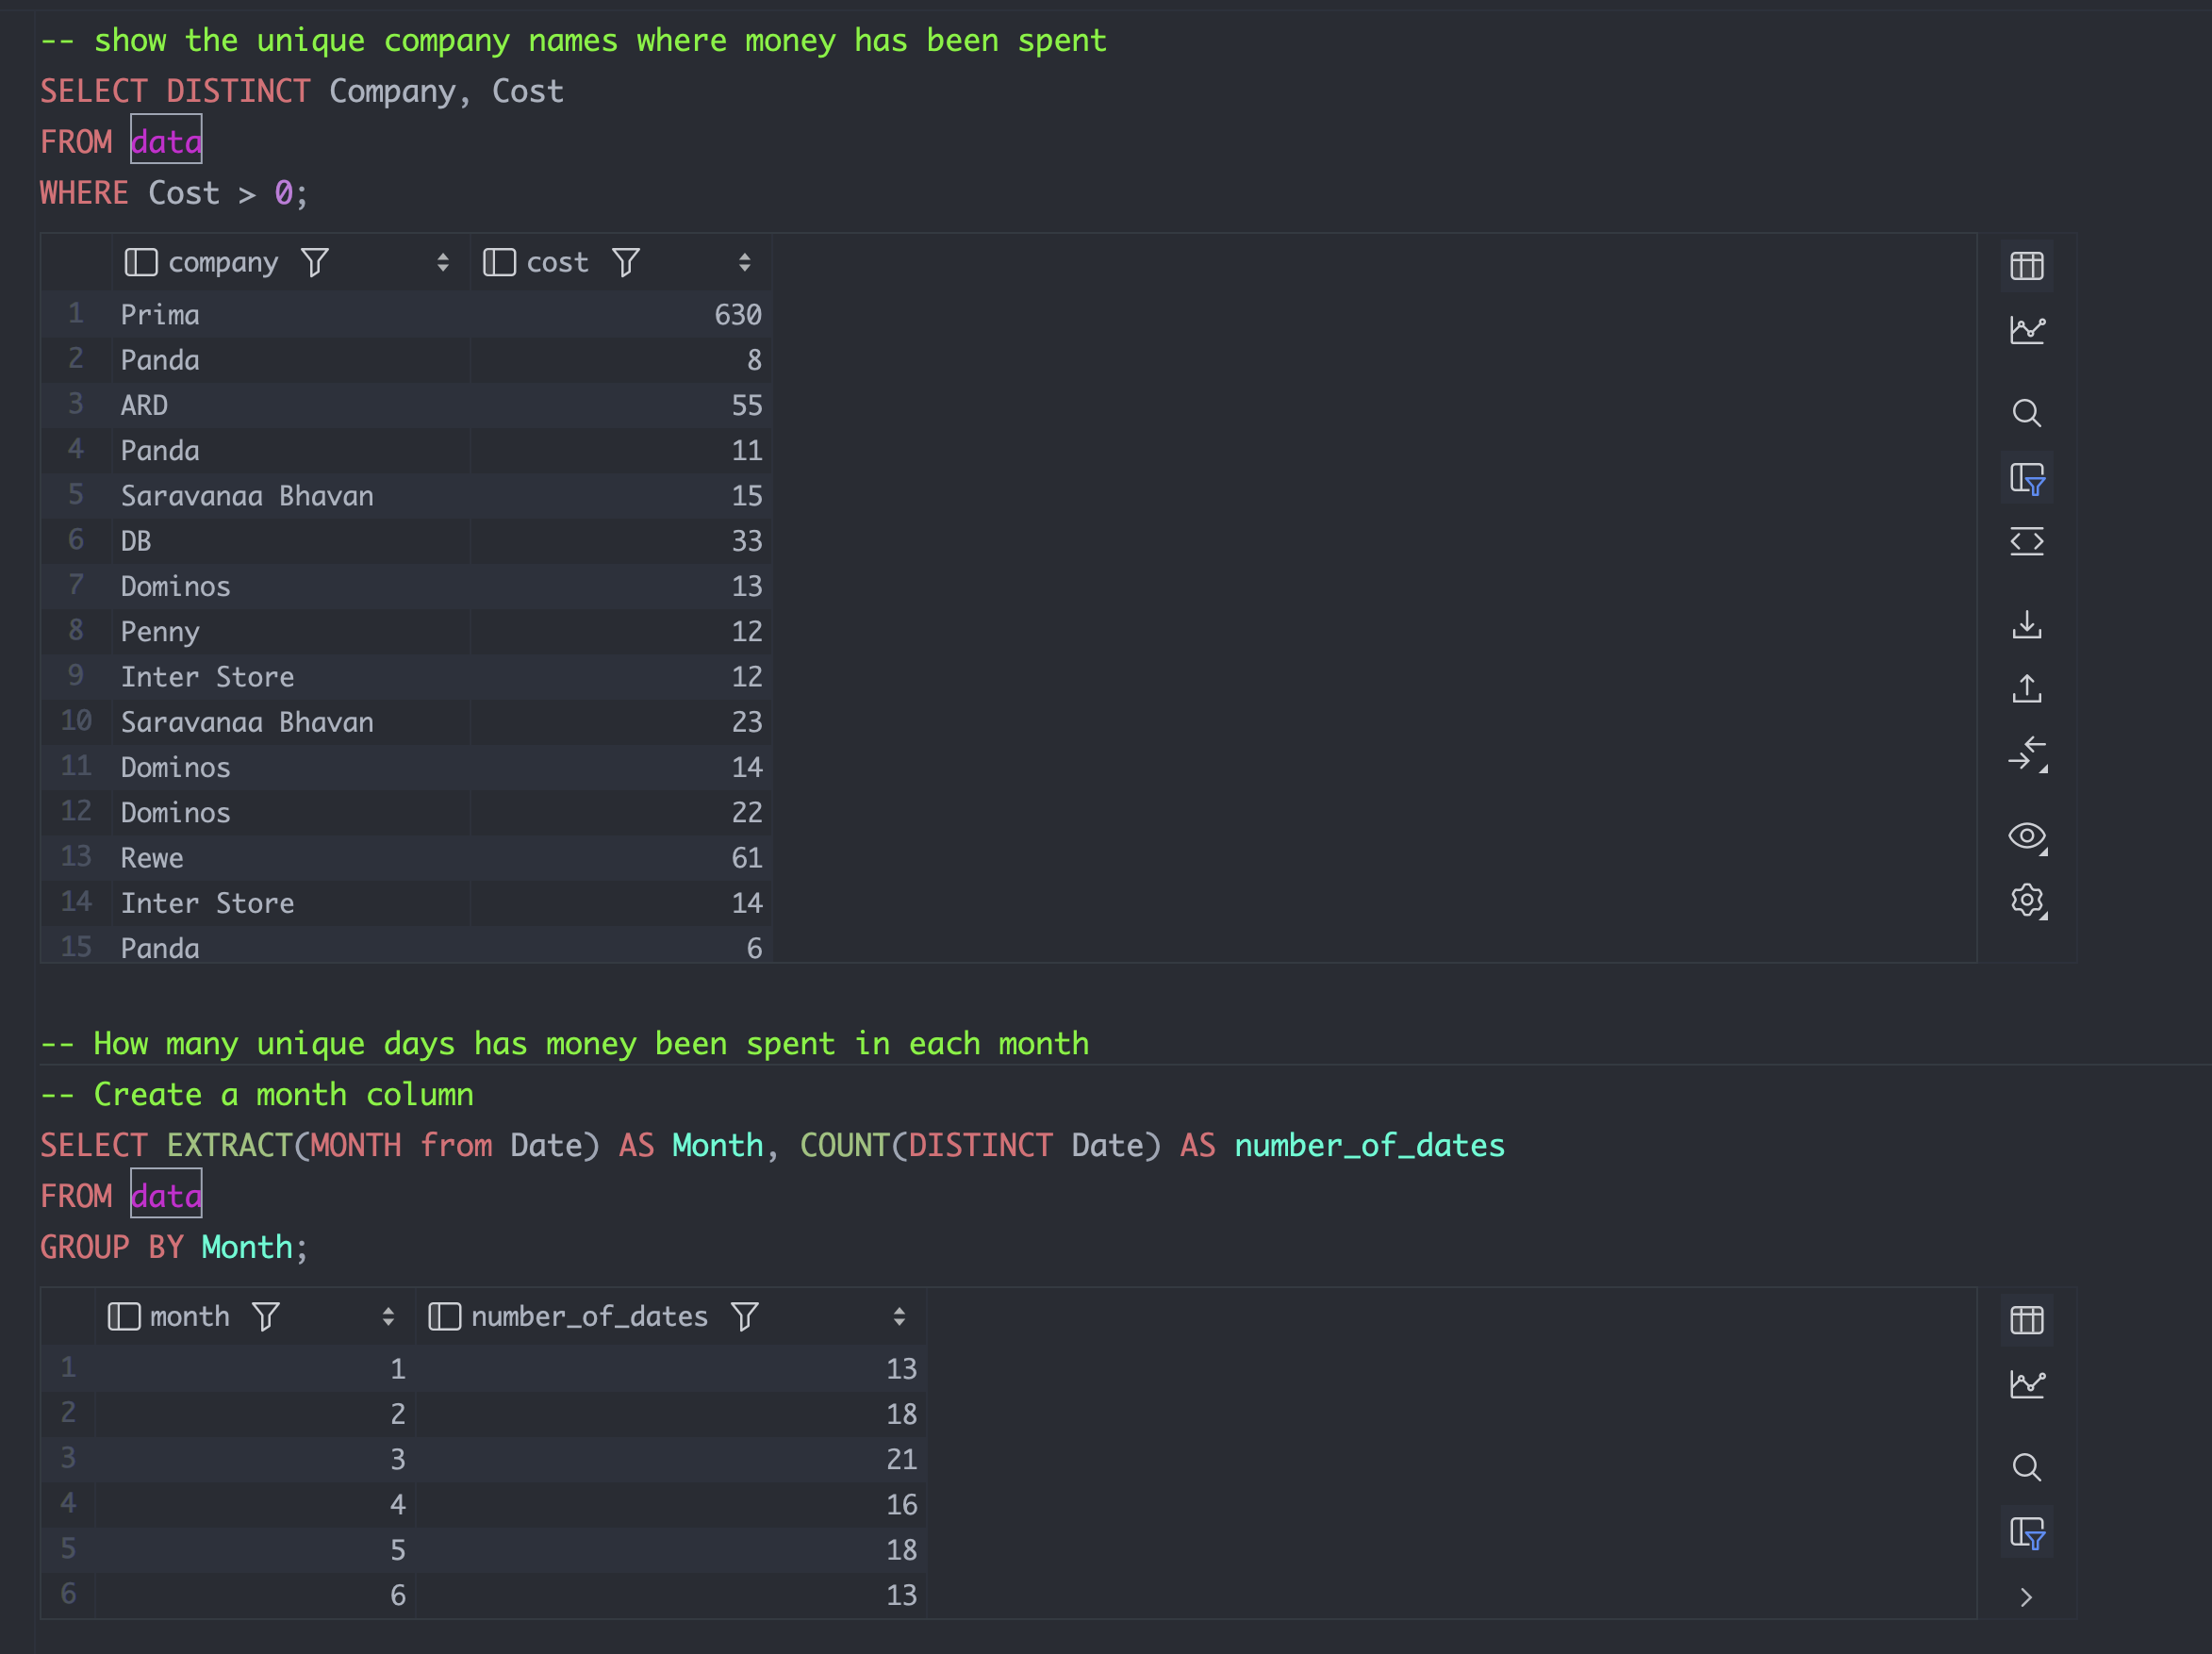 -- show the unique company names where money has been spent
SELECT DISTINCT Company, Cost
FROM data
WHERE Cost > 0;
company cost
1 Prima 630
2 Panda 8
3 ARD 55
4 Panda 11
5 Saravanaa Bhavan 15
6 DB 33
7 Dominos 13
8 Penny 12
9 Inter Store 12
10 Saravanaa Bhavan 23
11 Dominos 14
12 Dominos 22
13 Rewe 61
14 Inter Store 14
15 Panda 6
-- How many unique days has money been spent in each month
-- Create a month column
SELECT EXTRACT(MONTH from Date) AS Month, COUNT(DISTINCT Date) AS number_of_dates
FROM data
GROUP BY Month;
month number_of_dates
1 1 13
2 2 18
3 3 21
4 4 16
5 5 18
6 6 13